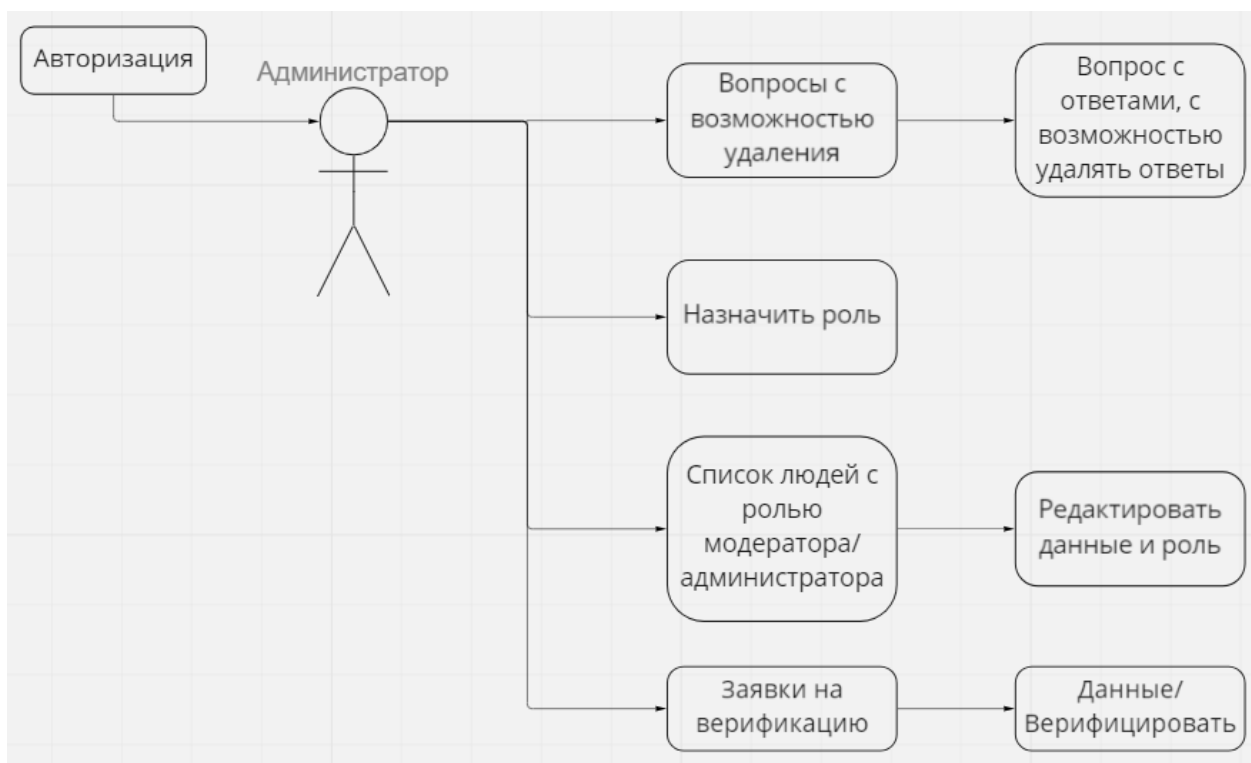 Авторизация
Администратор
Вопросы с
возможностью
удаления
Вопрос с
ответами, с
возможностью
удалять ответы
Назначить роль
Список людей с
ролью
модератора/
администратора
Редактировать
данные и роль
Заявки на
верификацию
Данные/
Верифицировать